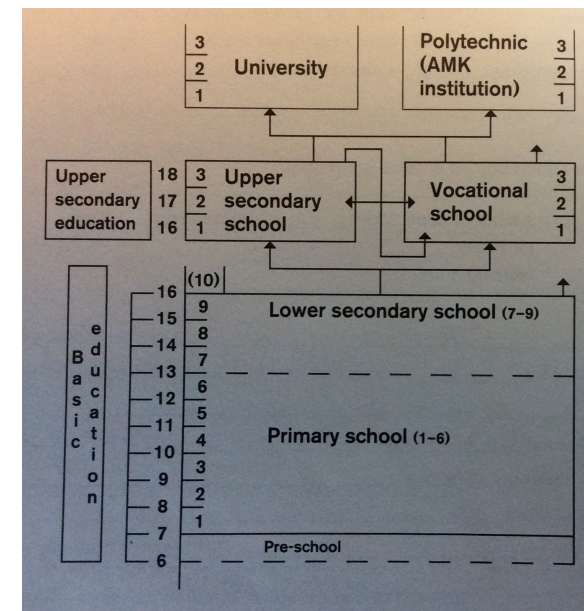 3
2
1
University
Polytechnic
(AMK
institution)
3
2
1
Upper
secondary
education
18
17
16
3
2
1
Upper
secondary
school
Vocational
school
3
2
1
(10)
16
15
14
13
12
11
10
9
8
7
6
9
8
7
6
5
4
3
2
1
Basic
education
Lower secondary school (7–9)
Primary school (1–6)
Pre-school